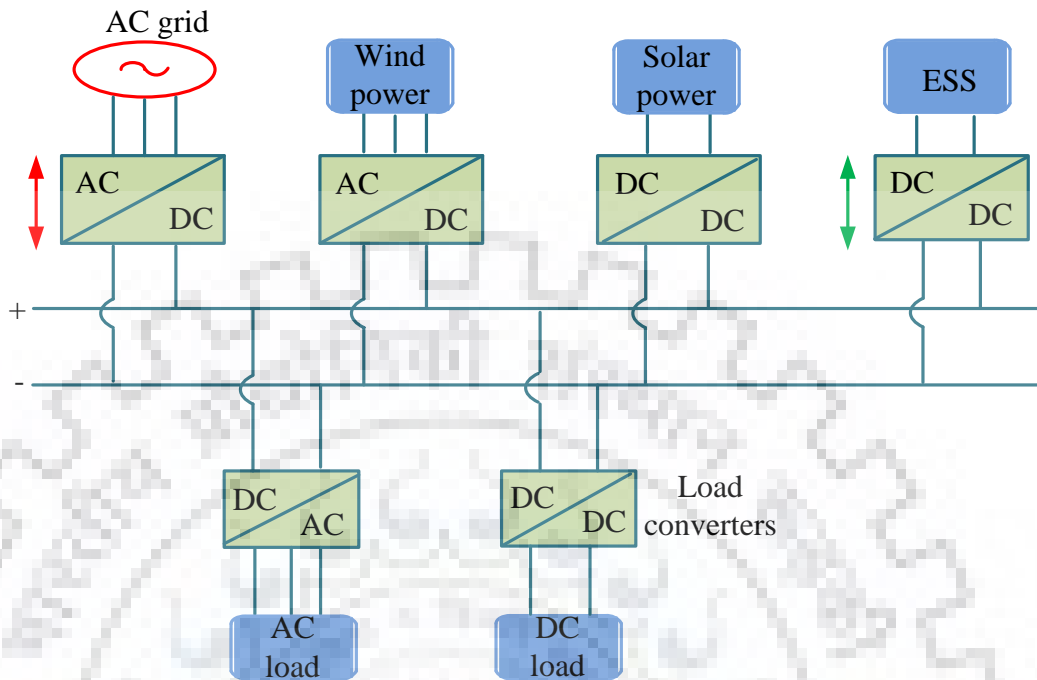 AC grid
Wind
power
Solar
power
ESS
AC
DC
AC
DC
DC
DC
DC
DC
+
-
DC
AC
DC
DC
Load
converters
AC
load
DC
load